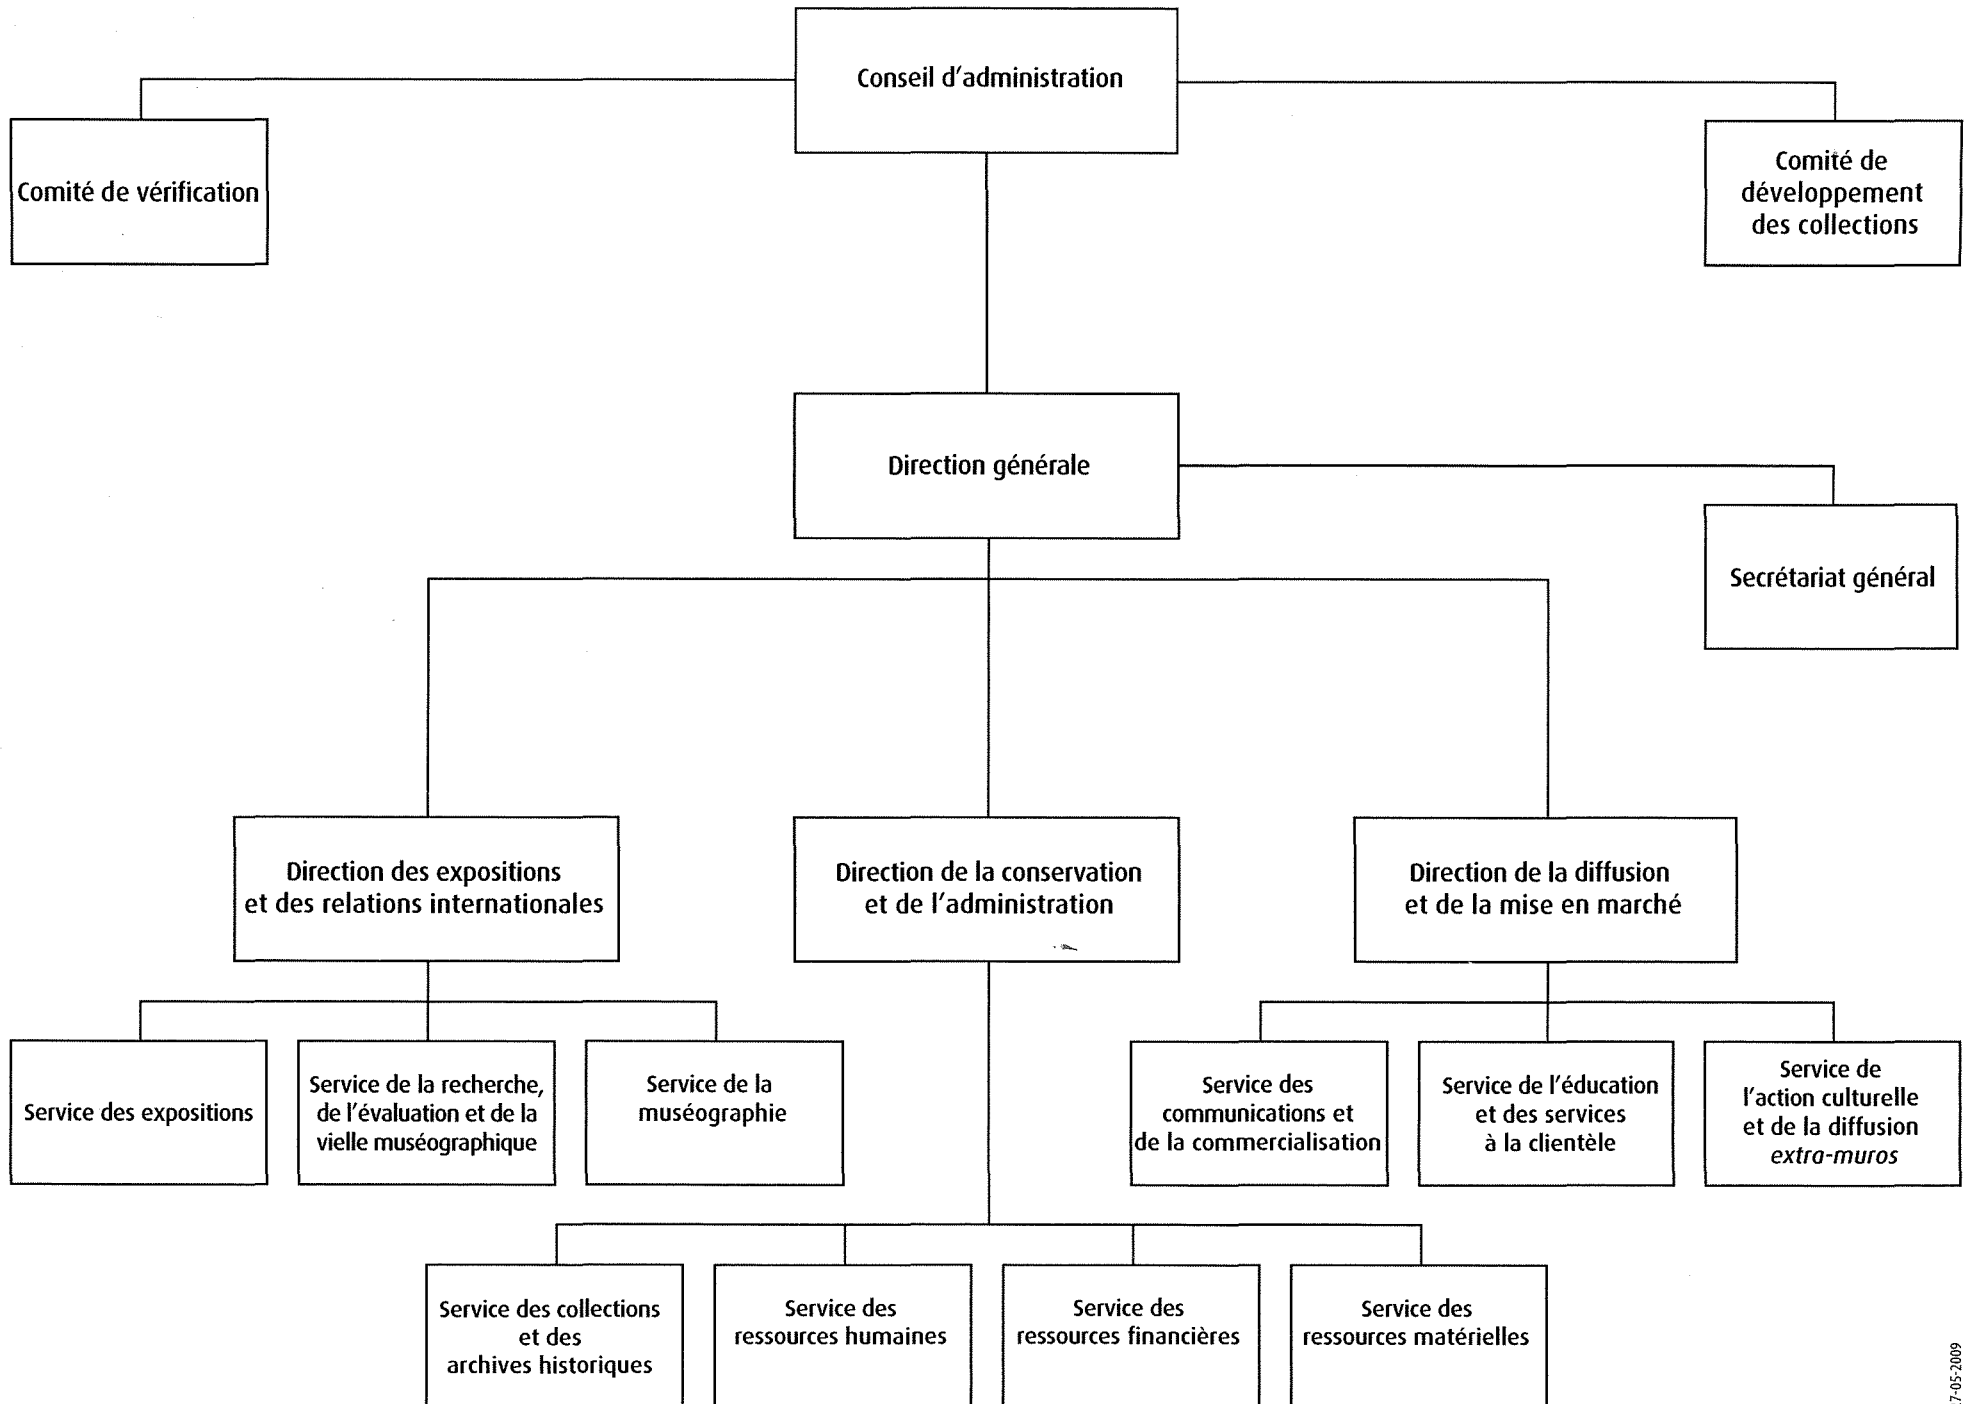 Conseil d'administration
Comité de vérification
Comité de
développement
des collections
Direction générale
Secrétariat général
Direction des expositions
et des relations internationales
Direction de la conservation
et de l'administration
Direction de la diffusion
et de la mise en marché
Service des expositions
Service de la recherche,
de l'évaluation et de la
vielle muséographique
Service de la
muséographie
Service des
communications et
de la commercialisation
Service de l'éducation
et des services
à la clientèle
Service de
l'action culturelle
et de la diffusion
extra-muros
Service des collections
et des
archives historiques
Service des
ressources humaines
Service des
ressources financières
Service des
ressources matérielles
7-05-2009